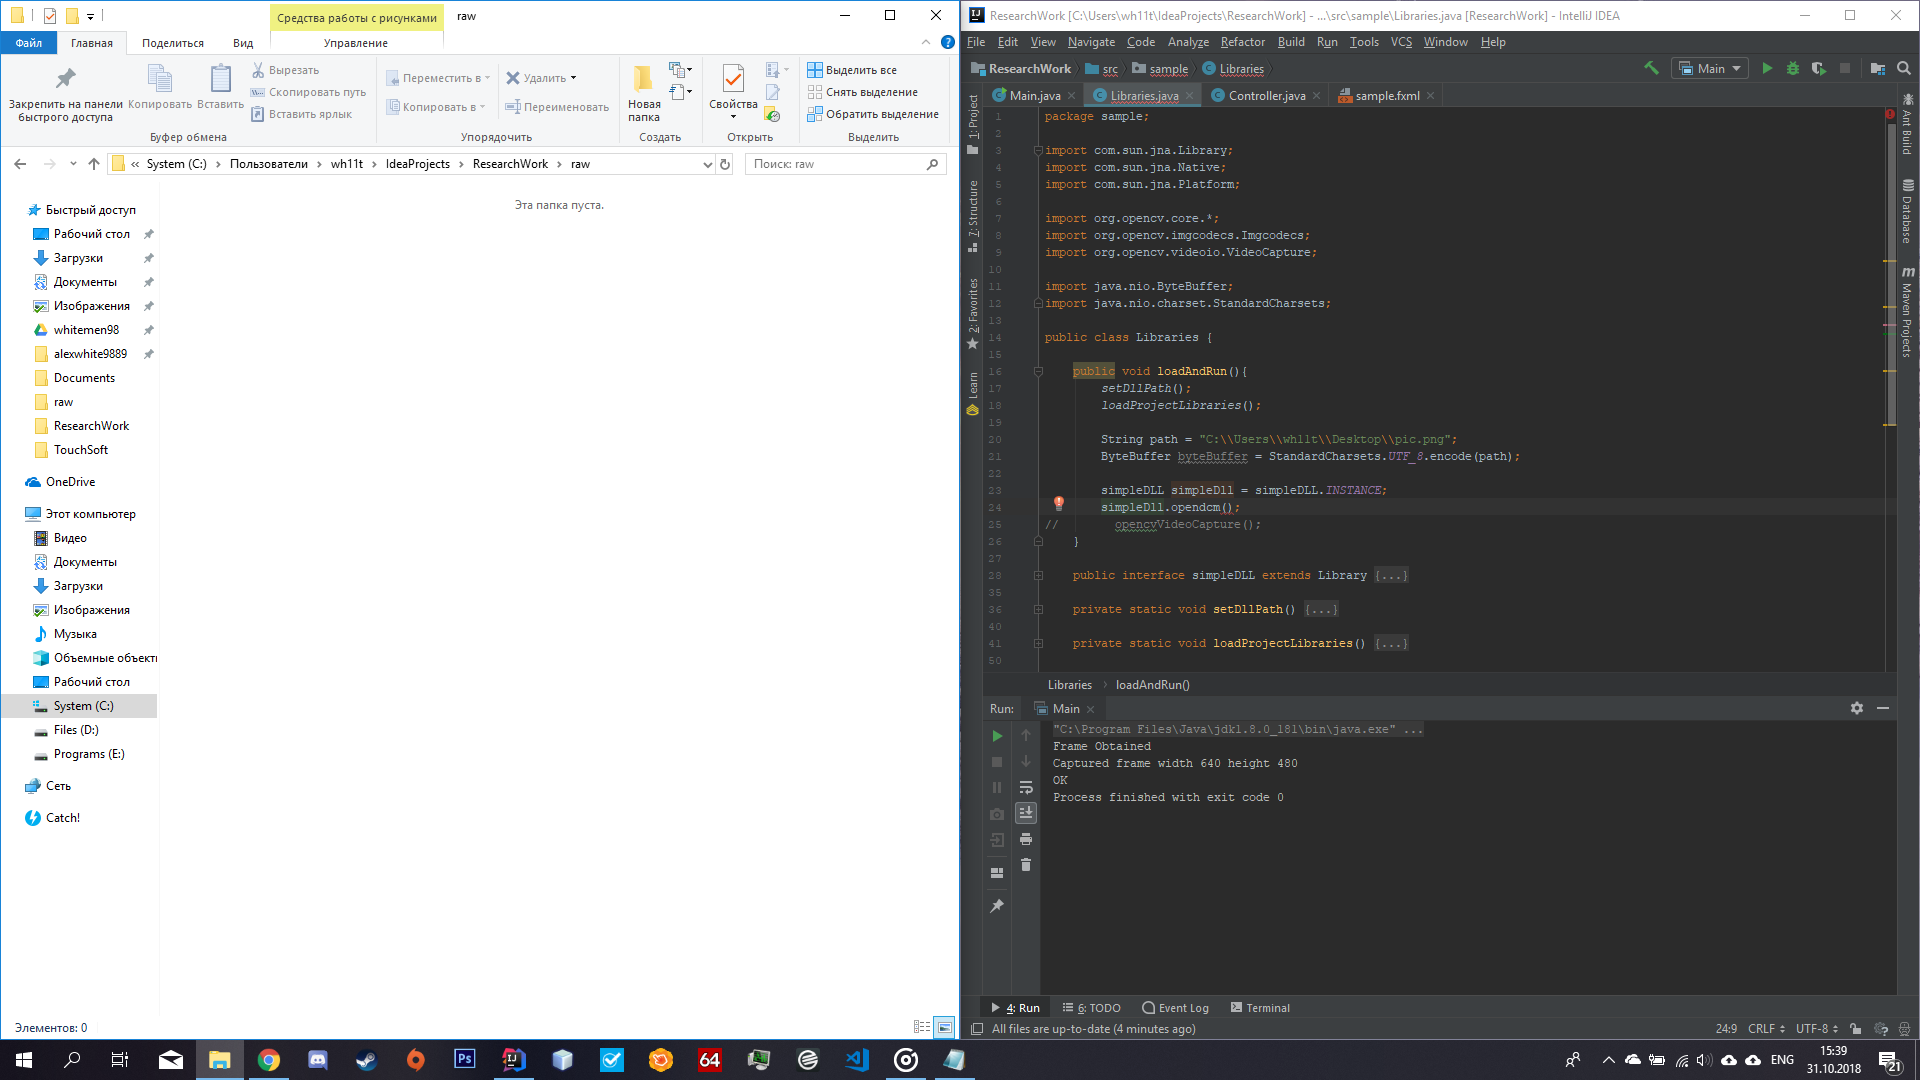 Средства работы с рисунками
raw
Файл
Главная
Поделиться
Вид
Управление
Закрепить на панели быстрого доступа
Копировать
Вставить
Вырезать
Скопировать путь
Вставить ярлык
Буфер обмена
Переместить в
Копировать в
Удалить
Переименовать
Упорядочить
Новая папка
Создать
Свойства
Открыть
Выделить все
Снять выделение
Обратить выделение
Выделить
« System (C:) › Пользователи › wh11t › IdeaProjects › ResearchWork › raw
Поиск: raw
Эта папка пуста.
Быстрый доступ
Рабочий стол
Загрузки
Документы
Изображения
whitemen98
alexwhite9889
Documents
raw
ResearchWork
TouchSoft
OneDrive
Этот компьютер
Видео
Документы
Загрузки
Изображения
Музыка
Объемные объект
Рабочий стол
System (C:)
Files (D:)
Programs (E:)
Сеть
Catch!
Элементов: 0
ResearchWork [C:\Users\wh11t\IdeaProjects\ResearchWork] - ...\src\sample\Libraries.java [ResearchWork] - IntelliJ IDEA
File Edit View Navigate Code Analyze Refactor Build Run Tools VCS Window Help
ResearchWork src sample Libraries
Main
Main.java
Libraries.java
Controller.java
sample.fxml
1: Project
7: Structure
2: Favorites
Learn
Ant Build
Database
Maven Projects
1 package sample;
2
3 import com.sun.jna.Library;
4 import com.sun.jna.Native;
5 import com.sun.jna.Platform;
6
7 import org.opencv.core.*;
8 import org.opencv.imgcodecs.Imgcodecs;
9 import org.opencv.videoio.VideoCapture;
10
11 import java.nio.ByteBuffer;
12 import java.nio.charset.StandardCharsets;
13
14 public class Libraries {
15
16 public void loadAndRun(){
17 setDllPath();
18 loadProjectLibraries();
19
20 String path = "C:\\Users\\wh11t\\Desktop\\pic.png";
21 ByteBuffer byteBuffer = StandardCharsets.UTF_8.encode(path);
22
23 simpleDLL simpleDll = simpleDLL.INSTANCE;
24 simpleDll.opendcm();
25 // opencvVideoCapture();
26 }
27
28 public interface simpleDLL extends Library {...}
35
36 private static void setDllPath() {...}
40
41 private static void loadProjectLibraries() {...}
50
Libraries › loadAndRun()
Run: Main
"C:\Program Files\Java\jdk1.8.0_181\bin\java.exe" ...
Frame Obtained
Captured frame width 640 height 480
OK
Process finished with exit code 0
4: Run
6: TODO
Event Log
Terminal
All files are up-to-date (4 minutes ago)
24:9 CRLF UTF-8
Ps
64
ENG
15:39
31.10.2018
21